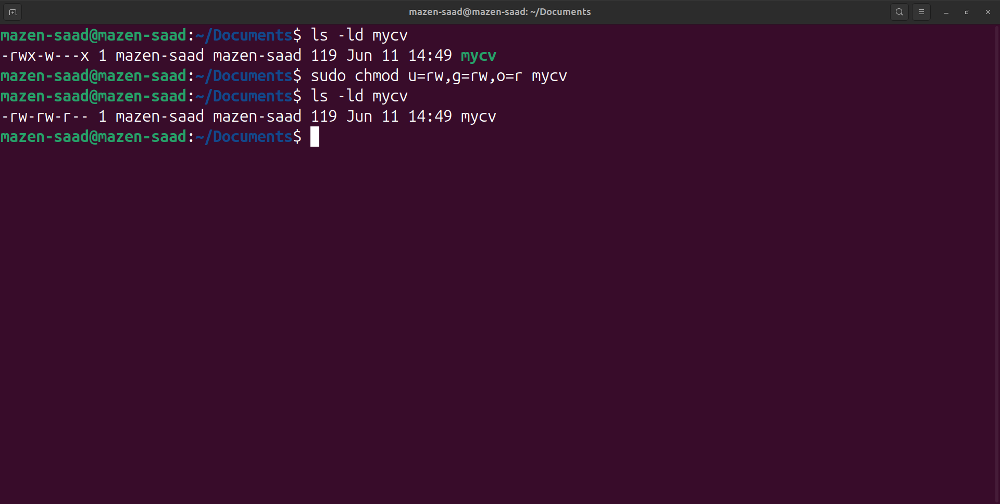 mazen-saad@mazen-saad: ~/Documents
mazen-saad@mazen-saad:~/Documents$ ls -ld mycv
-rwx-w---x 1 mazen-saad mazen-saad 119 Jun 11 14:49 mycv
mazen-saad@mazen-saad:~/Documents$ sudo chmod u=rw,g=rw,o=r mycv
mazen-saad@mazen-saad:~/Documents$ ls -ld mycv
-rw-rw-r-- 1 mazen-saad mazen-saad 119 Jun 11 14:49 mycv
mazen-saad@mazen-saad:~/Documents$